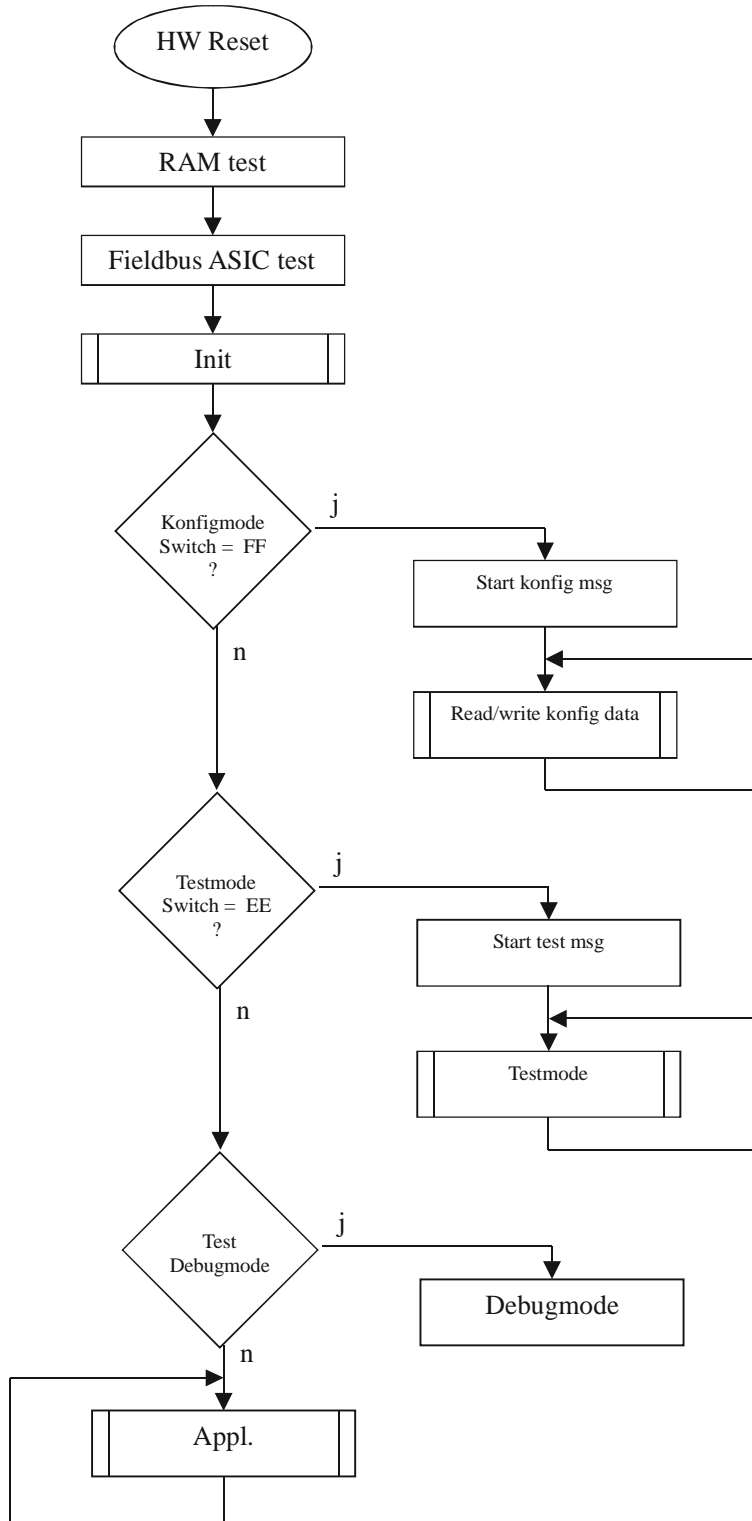 HW Reset
RAM test
Fieldbus ASIC test
Init
Konfigmode
Switch = FF
?
j
Start konfig msg
n
Read/write konfig data
Testmode
Switch = EE
?
j
Start test msg
n
Testmode
Test
Debugmode
j
Debugmode
n
Appl.